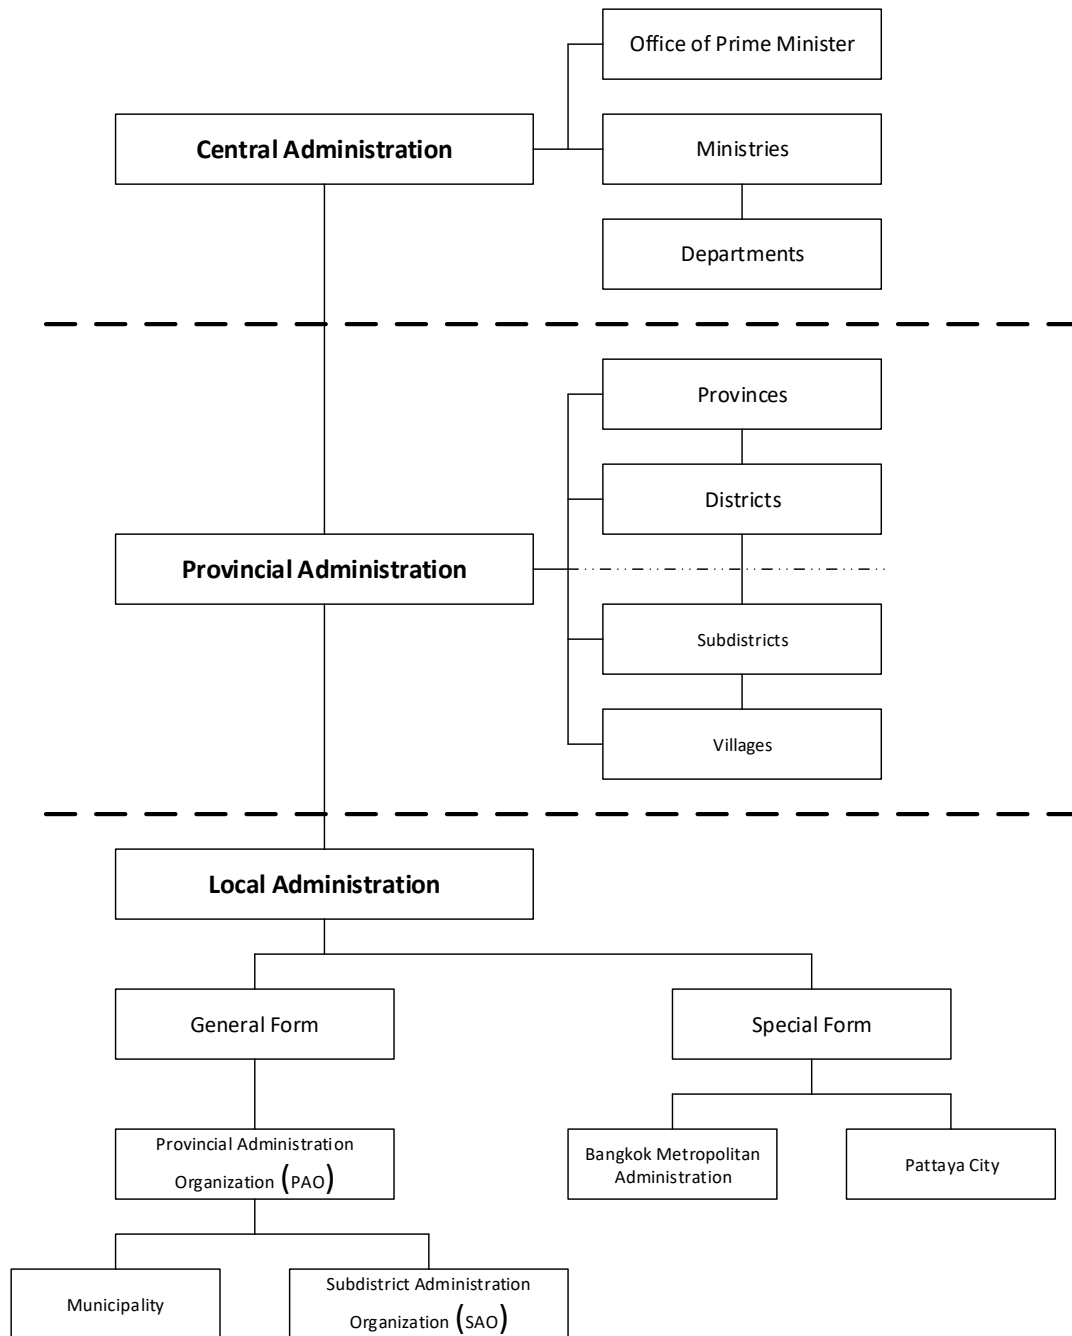 Office of Prime Minister
Central Administration
Ministries
Departments
Provinces
Districts
Provincial Administration
Subdistricts
Villages
Local Administration
General Form
Special Form
Provincial Administration
Organization (PAO)
Bangkok Metropolitan
Administration
Pattaya City
Municipality
Subdistrict Administration
Organization (SAO)